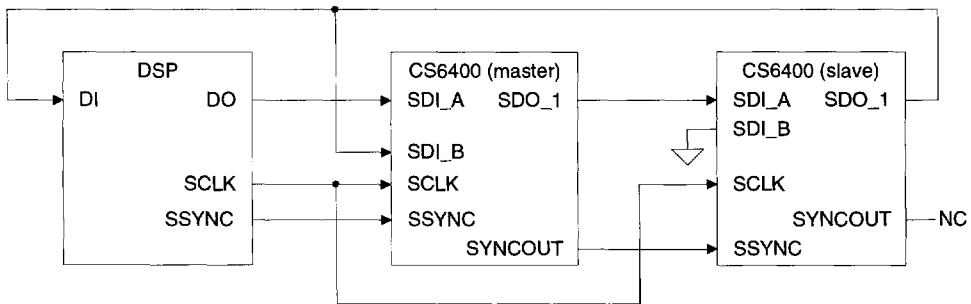 DSP
DI
DO
SCLK
SSYNC
CS6400 (master)
SDI_A
SDO_1
SDI_B
SCLK
SSYNC
SYNCOUT
CS6400 (slave)
SDI_A
SDO_1
SDI_B
SCLK
SYNCOUT
NC
SSYNC